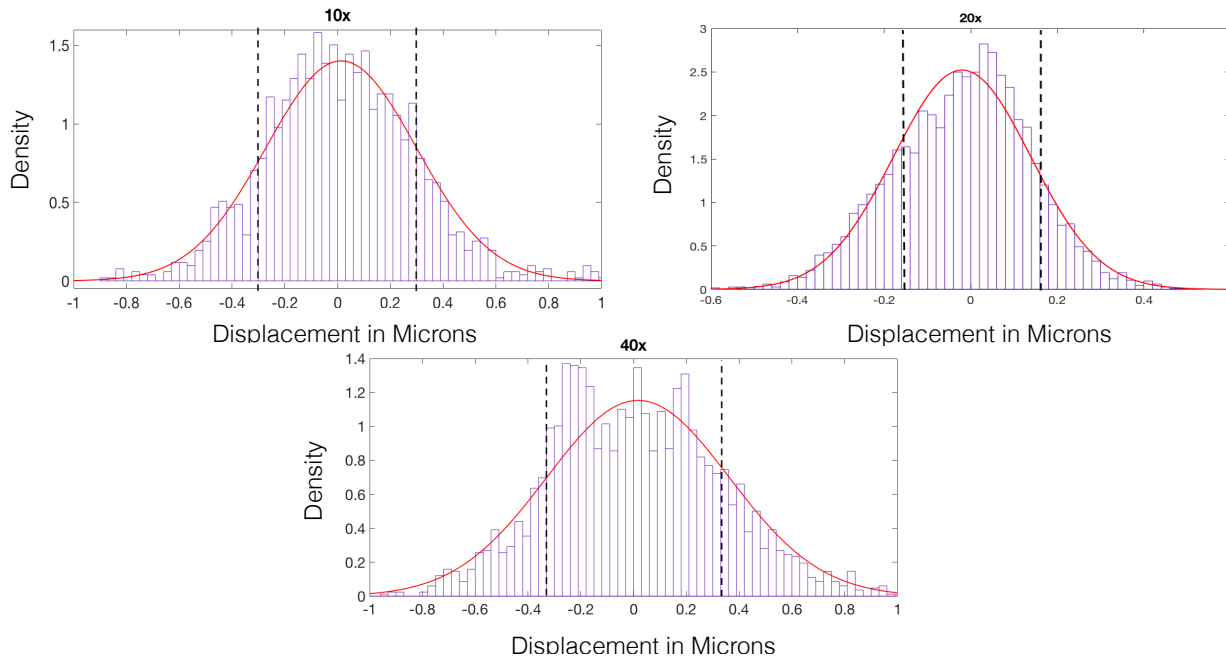 10x
1.5
1
0.5
0
Density
-1 -0.8 -0.6 -0.4 -0.2 0 0.2 0.4 0.6 0.8 1
Displacement in Microns
20x
3
2.5
2
1.5
1
0.5
0
Density
-0.6 -0.4 -0.2 0 0.2 0.4
Displacement in Microns
40x
1.4
1.2
1
0.8
0.6
0.4
0.2
0
Density
-1 -0.8 -0.6 -0.4 -0.2 0 0.2 0.4 0.6 0.8 1
Displacement in Microns